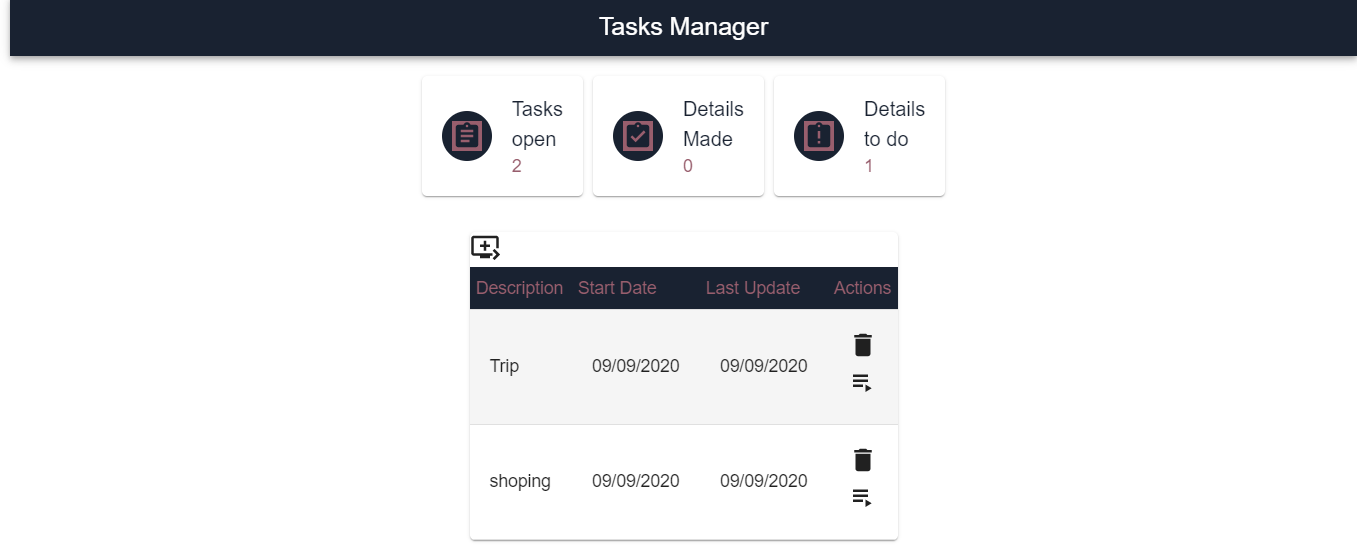 Tasks Manager
Tasks
open
2
Details
Made
0
Details
to do
1
Description Start Date Last Update Actions
Trip 09/09/2020 09/09/2020
shoping 09/09/2020 09/09/2020